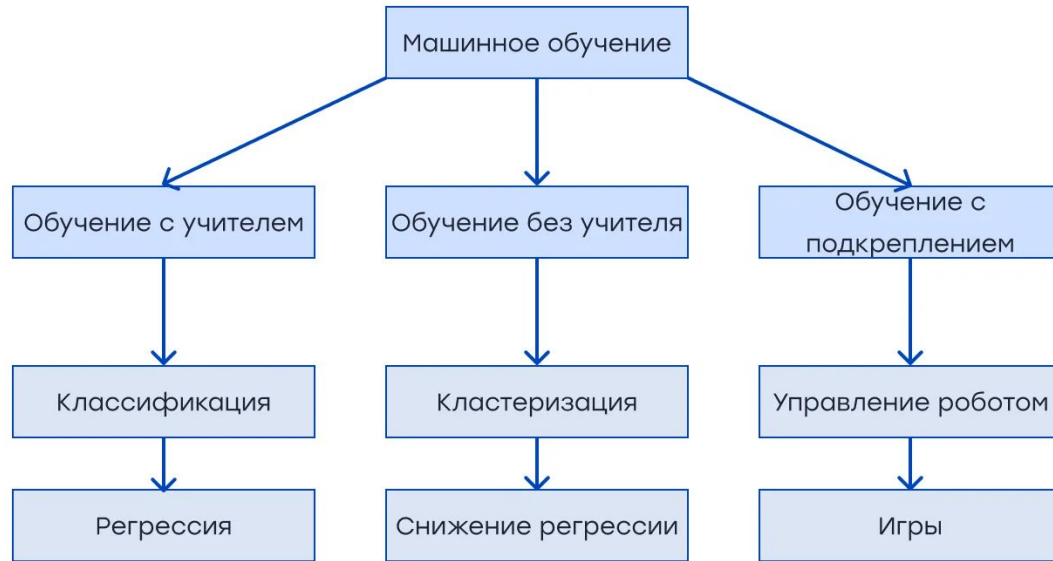 Машинное обучение
Обучение с учителем
Обучение без учителя
Обучение с
подкреплением
Классификация
Кластеризация
Управление роботом
Регрессия
Снижение регрессии
Игры